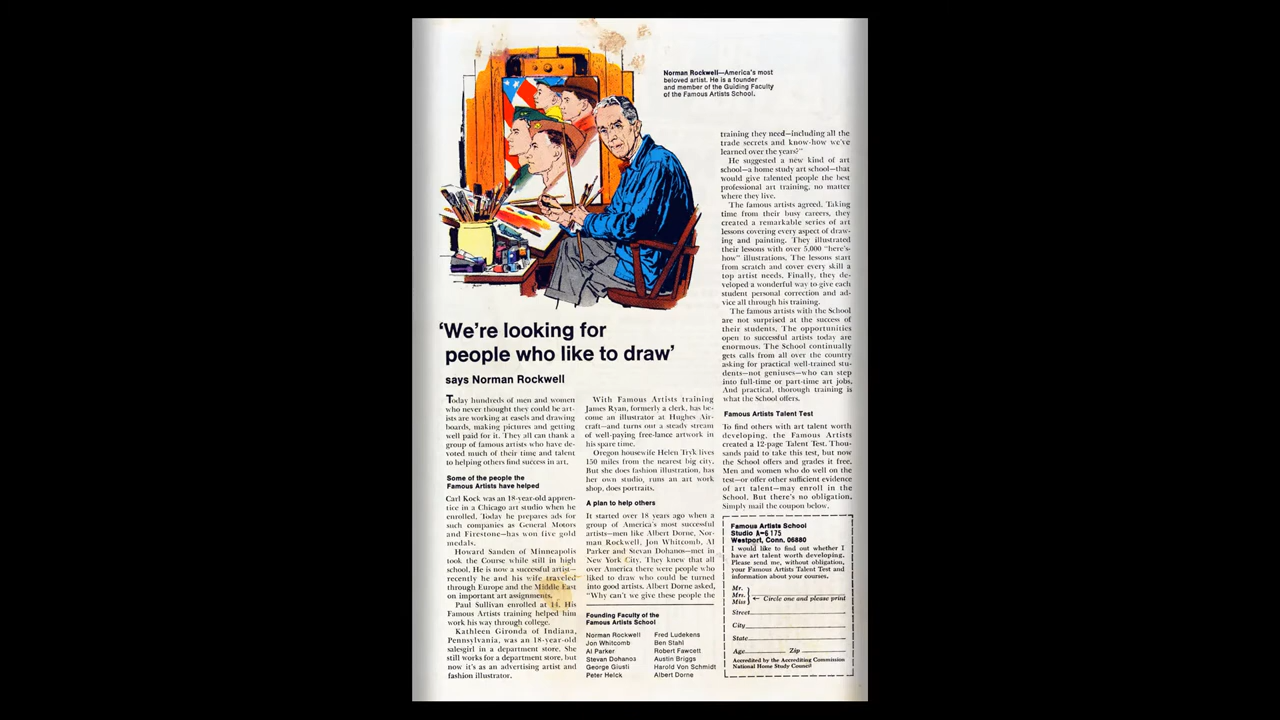 Norman Rockwell—America's most
beloved artist. He is a founder
and member of the Guiding Faculty
of the Famous Artists School.
'We're looking for
people who like to draw'
says Norman Rockwell
Today hundreds of men and women
who never thought they could be art-
ists are working at easels and drawing
boards, making pictures and getting
well paid for it. They all can thank a
group of famous artists who have de-
voted much of their time and talent
to helping others find success in art.
Some of the people the
Famous Artists have helped
Carl Kock was an 18-year-old appren-
tice in a Chicago art studio when he
enrolled. Today he prepares ads for
such companies as General Motors
and Firestone—has won five gold
medals.
Howard Sanden of Minneapolis
took the Course while still in high
school. He is now a successful artist—
recently he and his wife traveled
through Europe and the Middle East
on important art assignments.
Paul Sullivan enrolled at 14. His
Famous Artists training helped him
work his way through college.
Kathleen Gironda of Indiana,
Pennsylvania, was an 18-year-old
salesgirl in a department store. She
still works for a department store, but
now it's as an advertising artist and
fashion illustrator.
With Famous Artists training
James Ryan, formerly a clerk, has be-
come an illustrator at Hughes Air-
craft—and turns out a steady stream
of well-paying free-lance artwork in
his spare time.
Oregon housewife Helen Tryk lives
150 miles from the nearest big city.
But she does fashion illustration, has
her own studio, runs an art work
shop, does portraits.
A plan to help others
It started over 18 years ago when a
group of America's most successful
artists—men like Albert Dorne, Nor-
man Rockwell, Jon Whitcomb, Al
Parker and Stevan Dohanos—met in
New York City. They knew that all
over America there were people who
liked to draw who could be turned
into good artists. Albert Dorne asked,
"Why can't we give these people the
Founding Faculty of the
Famous Artists School
Norman Rockwell
Jon Whitcomb
Al Parker
Stevan Dohanos
George Giusti
Peter Helck
Fred Ludekens
Ben Stahl
Robert Fawcett
Austin Briggs
Harold Von Schmidt
Albert Dorne
training they need—including all the
trade secrets and know-how we've
learned over the years?"
He suggested a new kind of art
school—a home study art school—that
would give talented people the best
professional art training, no matter
where they live.
The famous artists agreed. Taking
time from their busy careers, they
created a remarkable series of art
lessons covering every aspect of draw-
ing and painting. They illustrated
their lessons with over 5,000 "here's-
how" illustrations. The lessons start
from scratch and cover every skill a
top artist needs. Finally, they de-
veloped a wonderful way to give each
student personal correction and ad-
vice all through his training.
The famous artists with the School
are not surprised at the success of
their students. The opportunities
open to successful artists today are
enormous. The School continually
gets calls from all over the country
asking for practical well-trained stu-
dents—not geniuses—who can step
into full-time or part-time art jobs.
And practical, thorough training is
what the School offers.
Famous Artists Talent Test
To find others with art talent worth
developing, the Famous Artists
created a 12-page Talent Test. Thou-
sands paid to take this test, but now
the School offers and grades it free.
Men and women who do well on the
test—or offer other sufficient evidence
of art talent—may enroll in the
School. But there's no obligation.
Simply mail the coupon below.
Famous Artists School
Studio A-6175
Westport, Conn. 06880
I would like to find out whether I
have art talent worth developing.
Please send me, without obligation,
your Famous Artists Talent Test and
information about your courses.
Mr.
Mrs.
Miss
← Circle one and please print
Street
City
State
Age Zip
Accredited by the Accrediting Commission
National Home Study Council